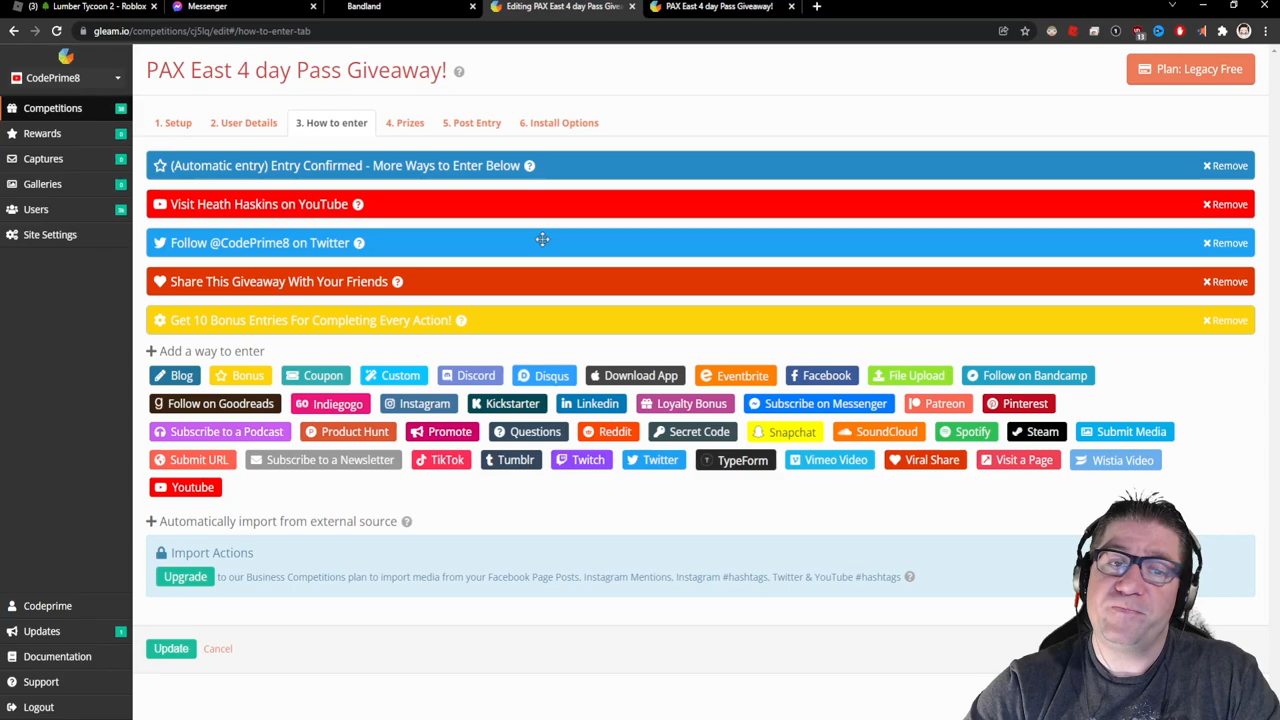 (3) Lumber Tycoon 2 - Roblox
Messenger
Bandland
Editing PAX East 4 day Pass Give
PAX East 4 day Pass Giveaway!
gleam.io/competitions/cj5lq/edit#/how-to-enter-tab
CodePrime8
PAX East 4 day Pass Giveaway!
Plan: Legacy Free
Competitions
Rewards 0
Captures 0
Galleries 0
Users
Site Settings
1. Setup 2. User Details 3. How to enter 4. Prizes 5. Post Entry 6. Install Options
(Automatic entry) Entry Confirmed - More Ways to Enter Below Remove
Visit Heath Haskins on YouTube Remove
Follow @CodePrime8 on Twitter Remove
Share This Giveaway With Your Friends Remove
Get 10 Bonus Entries For Completing Every Action! Remove
Add a way to enter
Blog Bonus Coupon Custom Discord Disqus Download App Eventbrite Facebook File Upload Follow on Bandcamp
Follow on Goodreads Indiegogo Instagram Kickstarter Linkedin Loyalty Bonus Subscribe on Messenger Patreon Pinterest
Subscribe to a Podcast Product Hunt Promote Questions Reddit Secret Code Snapchat SoundCloud Spotify Steam Submit Media
Submit URL Subscribe to a Newsletter TikTok Tumblr Twitch Twitter TypeForm Vimeo Video Viral Share Visit a Page Wistia Video
Youtube
Automatically import from external source
Import Actions
Upgrade to our Business Competitions plan to import media from your Facebook Page Posts, Instagram Mentions, Instagram #hashtags, Twitter & YouTube #hashtags
Update Cancel
Codeprime
Updates 1
Documentation
Support
Logout